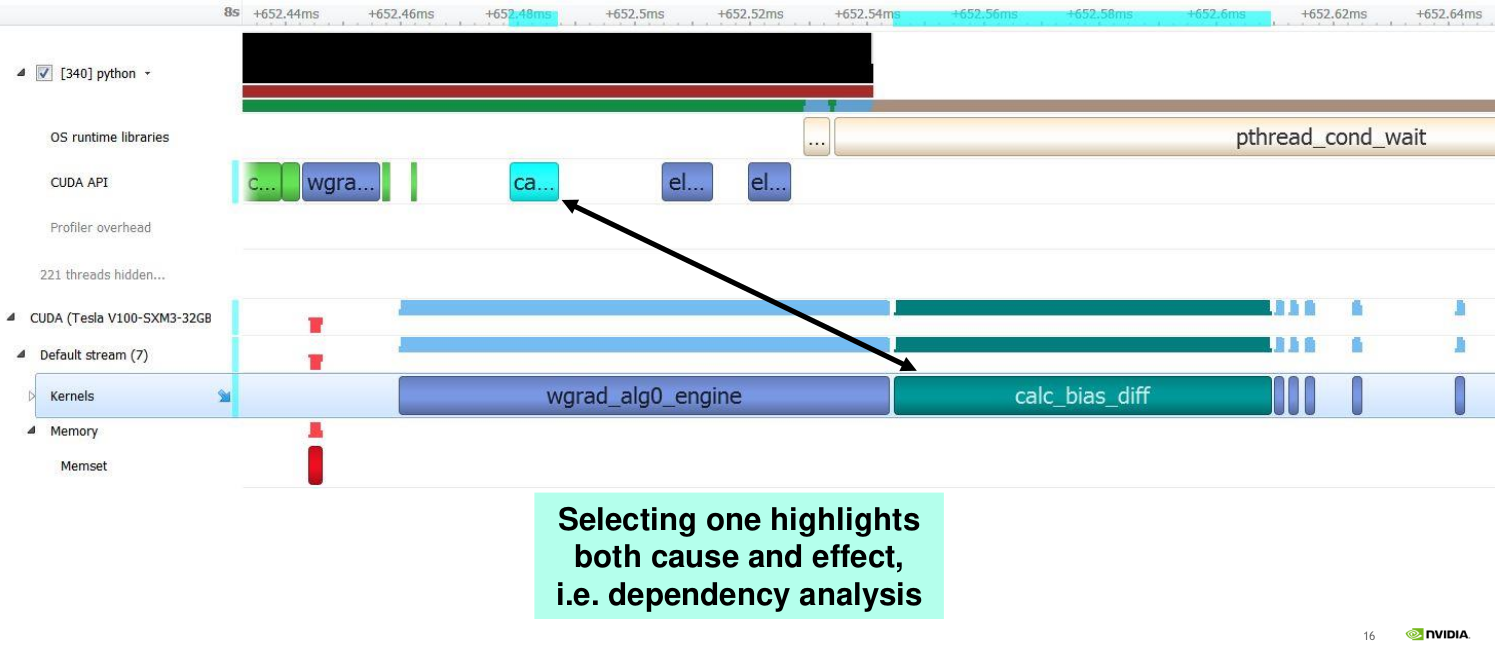 8s +652.44ms +652.46ms +652.48ms +652.5ms +652.52ms +652.54ms +652.56ms +652.58ms +652.6ms +652.62ms +652.64ms
[340] python
OS runtime libraries
... pthread_cond_wait
CUDA API
c... wgra... ca... el... el...
Profiler overhead
221 threads hidden...
CUDA (Tesla V100-SXM3-32GB
Default stream (7)
Kernels
wgrad_alg0_engine calc_bias_diff
Memory
Memset
Selecting one highlights
both cause and effect,
i.e. dependency analysis
16 NVIDIA.